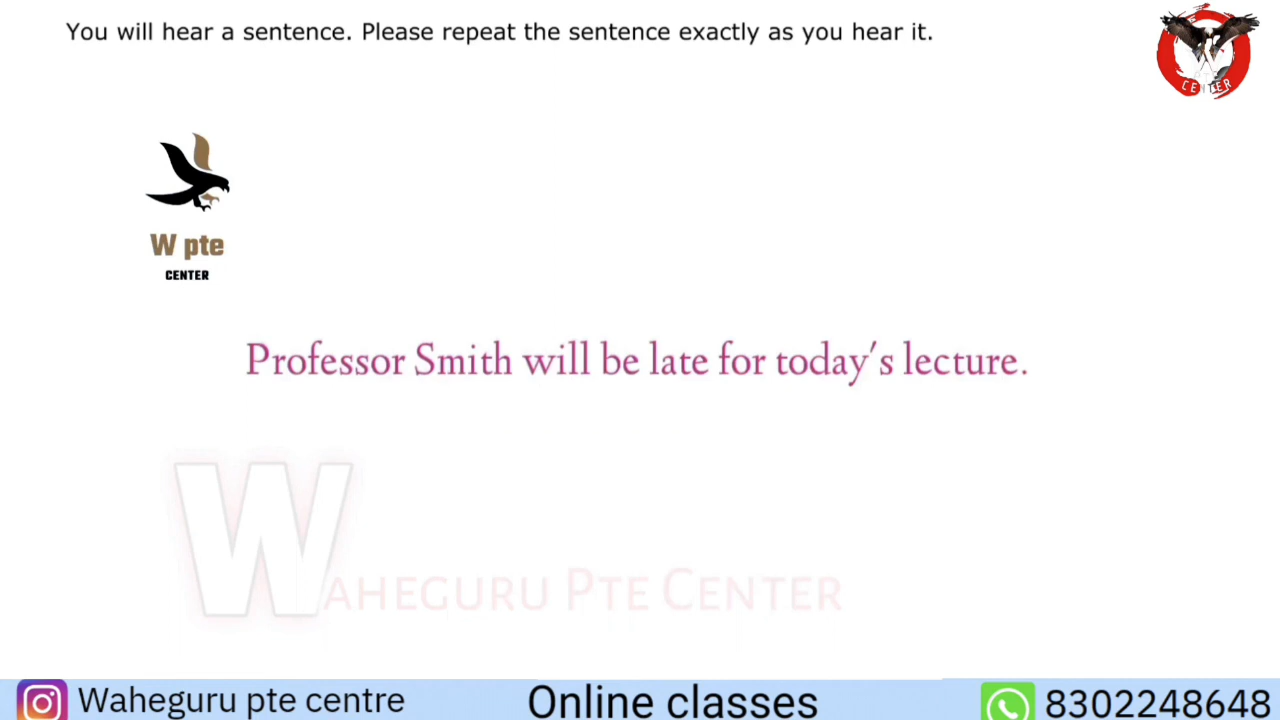 You will hear a sentence. Please repeat the sentence exactly as you hear it.
W
CENTER
W pte
CENTER
Professor Smith will be late for today's lecture.
WAHEGURU PTE CENTER
Waheguru pte centre
Online classes
8302248648